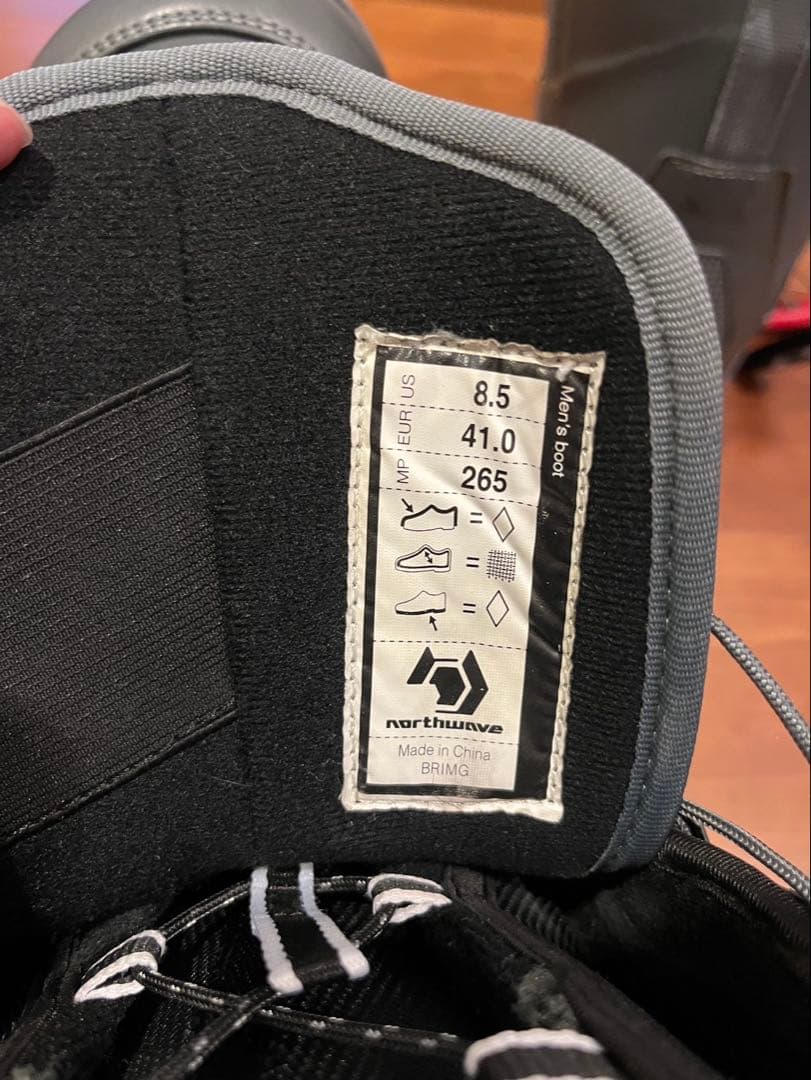 US 8.5
EUR 41.0
MP 265
Men's boot
=
=
=
northwave
Made in China
BRIMG